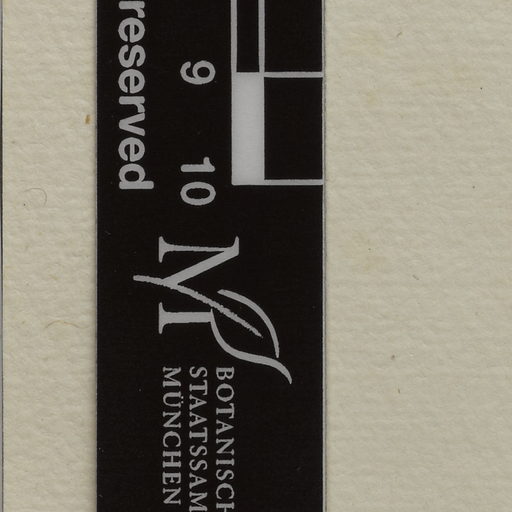 reserved
9 10
M
BOTANISCH
STAATSSAM
MÜNCHEN